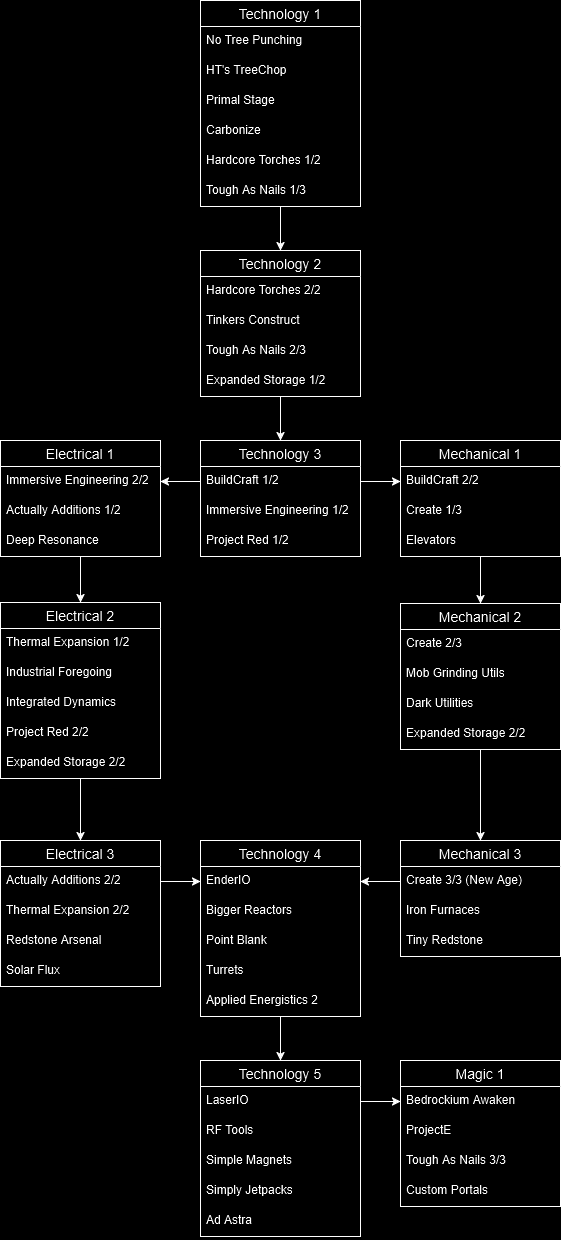 Technology 1
No Tree Punching
HT's TreeChop
Primal Stage
Carbonize
Hardcore Torches 1/2
Tough As Nails 1/3
Technology 2
Hardcore Torches 2/2
Tinkers Construct
Tough As Nails 2/3
Expanded Storage 1/2
Electrical 1
Immersive Engineering 2/2
Actually Additions 1/2
Deep Resonance
Technology 3
BuildCraft 1/2
Immersive Engineering 1/2
Project Red 1/2
Mechanical 1
BuildCraft 2/2
Create 1/3
Elevators
Electrical 2
Thermal Expansion 1/2
Industrial Foregoing
Integrated Dynamics
Project Red 2/2
Expanded Storage 2/2
Mechanical 2
Create 2/3
Mob Grinding Utils
Dark Utilities
Expanded Storage 2/2
Electrical 3
Actually Additions 2/2
Thermal Expansion 2/2
Redstone Arsenal
Solar Flux
Technology 4
EnderIO
Bigger Reactors
Point Blank
Turrets
Applied Energistics 2
Mechanical 3
Create 3/3 (New Age)
Iron Furnaces
Tiny Redstone
Technology 5
LaserIO
RF Tools
Simple Magnets
Simply Jetpacks
Ad Astra
Magic 1
Bedrockium Awaken
ProjectE
Tough As Nails 3/3
Custom Portals